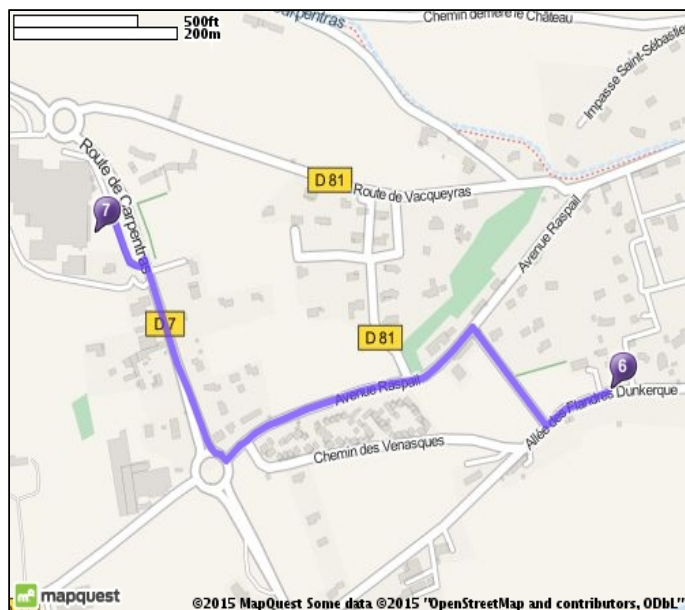 500ft
200m
Carpentras
Chemin derrière le Château
Impasse Saint-Sébastie
Route de Carpentras
D 81
Route de Vacqueyras
7
Avenue Raspail
D 7
D 81
6
Avenue Raspail
Allée des Flandres Dunkerque
Chemin des Venasques
mapquest
©2015 MapQuest Some data ©2015 "OpenStreetMap and contributors, ODbL"